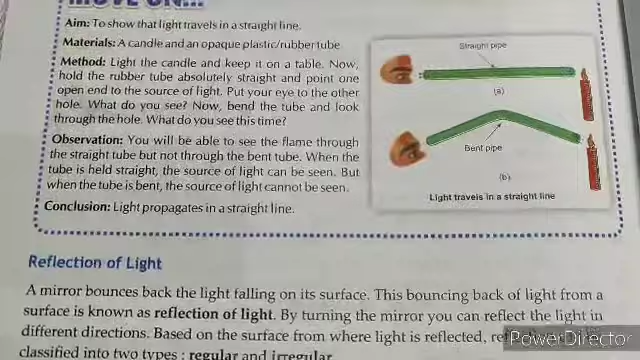 MOVE ON...
Aim: To show that light travels in a straight line.
Materials: A candle and an opaque plastic/rubber tube
Method: Light the candle and keep it on a table. Now,
hold the rubber tube absolutely straight and point one
open end to the source of light. Put your eye to the other
hole. What do you see? Now, bend the tube and look
through the hole. What do you see this time?
Observation: You will be able to see the flame through
the straight tube but not through the bent tube. When the
tube is held straight, the source of light can be seen. But
when the tube is bent, the source of light cannot be seen.
Conclusion: Light propagates in a straight line.
Straight pipe
(a)
Bent pipe
(b)
Light travels in a straight line
Reflection of Light
A mirror bounces back the light falling on its surface. This bouncing back of light from a
surface is known as reflection of light. By turning the mirror you can reflect the light in
different directions. Based on the surface from where light is reflected,
classified into two types : regular and irregular
PowerDirector